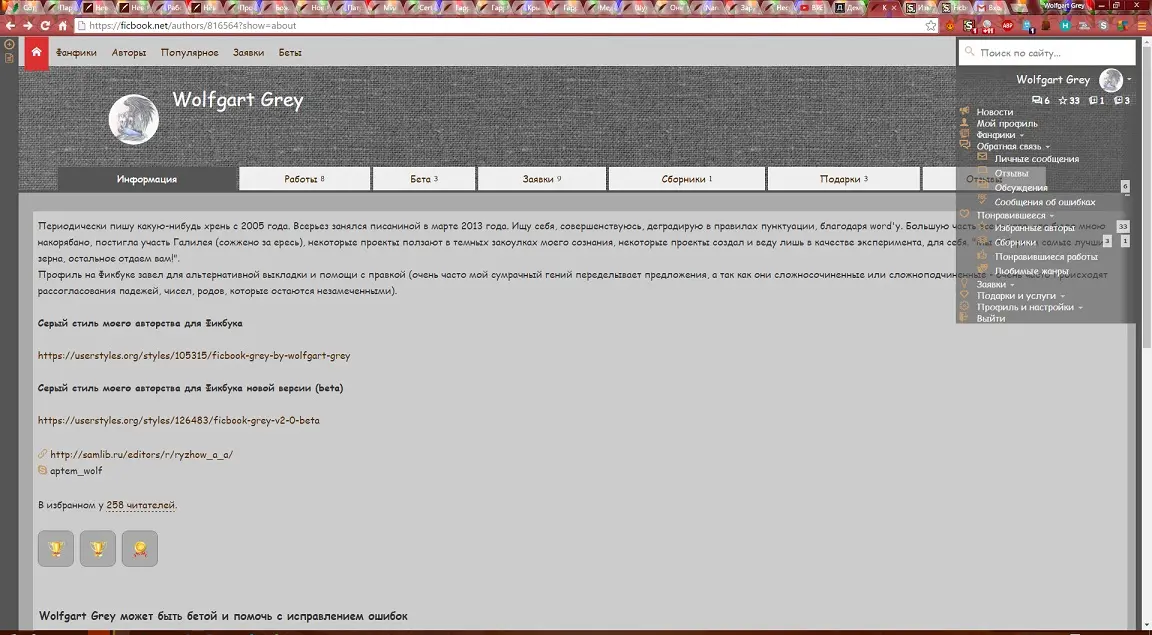 Wolfgart Grey
https://ficbook.net/authors/816564?show=about
Фанфики Авторы Популярное Заявки Беты
Поиск по сайту...
Wolfgart Grey
6 33 1 3
Wolfgart Grey
Новости
Мой профиль
Фанфики
Обратная связь
Личные сообщения
Отзывы
Обсуждения 6
Сообщения об ошибках
Понравившееся
Избранные авторы 33
Сборники 3 1
Понравившиеся работы
Любимые жанры
Заявки
Подарки и услуги
Профиль и настройки
Выйти
Информация Работы 8 Бета 3 Заявки 9 Сборники 1 Подарки 3 Отзывы
Периодически пишу какую-нибудь хрень с 2005 года. Всерьез занялся писаниной в марте 2013 года. Ищу себя, совершенствуюсь, деградирую в правилах пунктуации, благодаря word'у. Большую часть мною
накорябано, постигла участь Галилея (сожжено за ересь), некоторые проекты ползают в темных закоулках моего сознания, некоторые проекты создал и веду лишь в качестве эксперимента, для себя. самые лучшие
зерна, остальное отдаем вам!".
Профиль на Фикбуке завел для альтернативной выкладки и помощи с правкой (очень часто мой сумрачный гений переделывает предложения, а так как они сложносочиненные или сложноподчиненные - очень часто происходят
рассогласования падежей, чисел, родов, которые остаются незамеченными).
Серый стиль моего авторства для Фикбука
https://userstyles.org/styles/105315/ficbook-grey-by-wolfgart-grey
Серый стиль моего авторства для Фикбука новой версии (beta)
https://userstyles.org/styles/126483/ficbook-grey-v2-0-beta
http://samlib.ru/editors/r/ryzhow_a_a/
aptem_wolf
В избранном у 258 читателей.
Wolfgart Grey может быть бетой и помочь с исправлением ошибок